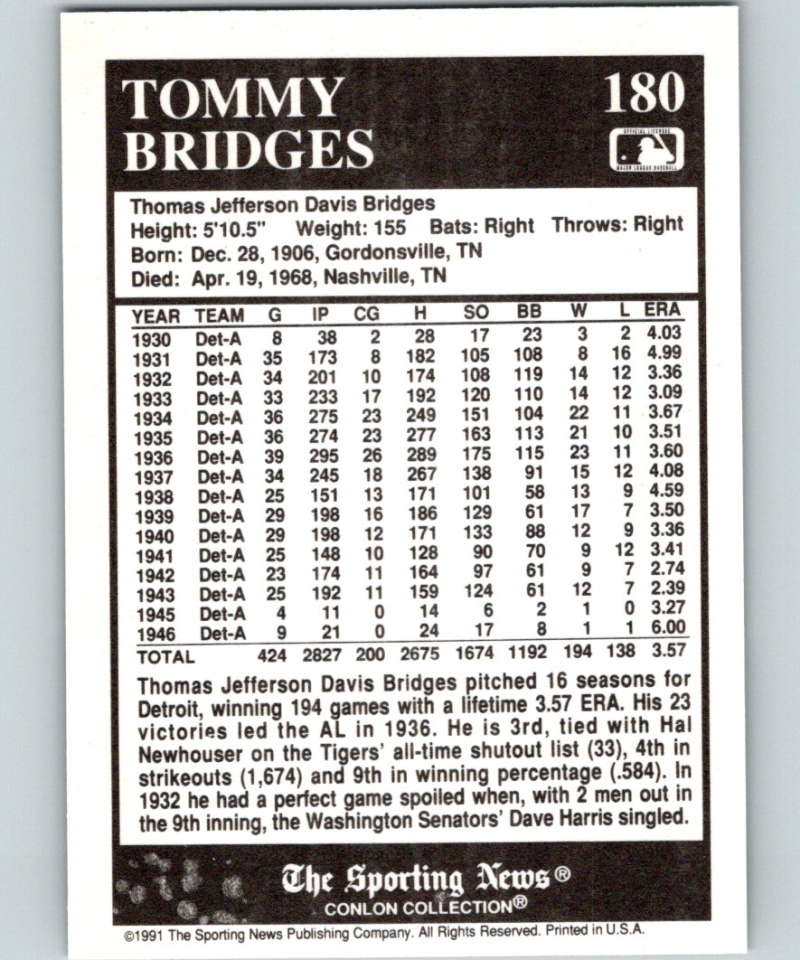 TOMMY 180
BRIDGES
OFFICIAL LICENSEE
MAJOR LEAGUE BASEBALL
Thomas Jefferson Davis Bridges
Height: 5'10.5" Weight: 155 Bats: Right Throws: Right
Born: Dec. 28, 1906, Gordonsville, TN
Died: Apr. 19, 1968, Nashville, TN
YEAR TEAM G IP CG H SO BB W L ERA
1930 Det-A 8 38 2 28 17 23 3 2 4.03
1931 Det-A 35 173 8 182 105 108 8 16 4.99
1932 Det-A 34 201 10 174 108 119 14 12 3.36
1933 Det-A 33 233 17 192 120 110 14 12 3.09
1934 Det-A 36 275 23 249 151 104 22 11 3.67
1935 Det-A 36 274 23 277 163 113 21 10 3.51
1936 Det-A 39 295 26 289 175 115 23 11 3.60
1937 Det-A 34 245 18 267 138 91 15 12 4.08
1938 Det-A 25 151 13 171 101 58 13 9 4.59
1939 Det-A 29 198 16 186 129 61 17 7 3.50
1940 Det-A 29 198 12 171 133 88 12 9 3.36
1941 Det-A 25 148 10 128 90 70 9 12 3.41
1942 Det-A 23 174 11 164 97 61 9 7 2.74
1943 Det-A 25 192 11 159 124 61 12 7 2.39
1945 Det-A 4 11 0 14 6 2 1 0 3.27
1946 Det-A 9 21 0 24 17 8 1 1 6.00
TOTAL 424 2827 200 2675 1674 1192 194 138 3.57
Thomas Jefferson Davis Bridges pitched 16 seasons for
Detroit, winning 194 games with a lifetime 3.57 ERA. His 23
victories led the AL in 1936. He is 3rd, tied with Hal
Newhouser on the Tigers' all-time shutout list (33), 4th in
strikeouts (1,674) and 9th in winning percentage (.584). In
1932 he had a perfect game spoiled when, with 2 men out in
the 9th inning, the Washington Senators' Dave Harris singled.
The Sporting News®
CONLON COLLECTION®
©1991 The Sporting News Publishing Company. All Rights Reserved. Printed in U.S.A.